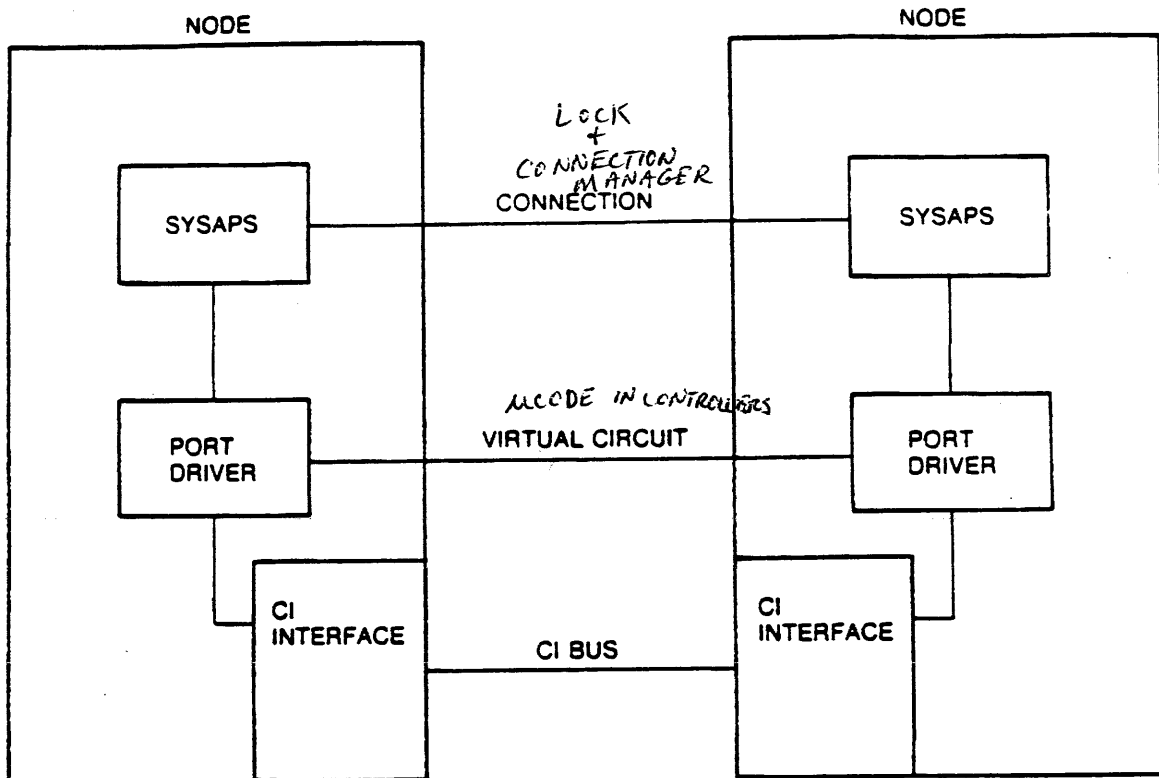 NODE
NODE
LOCK
+
CONNECTION
MANAGER
CONNECTION
SYSAPS
SYSAPS
μCODE IN CONTROLLERS
VIRTUAL CIRCUIT
PORT
DRIVER
PORT
DRIVER
CI
INTERFACE
CI
INTERFACE
CI BUS